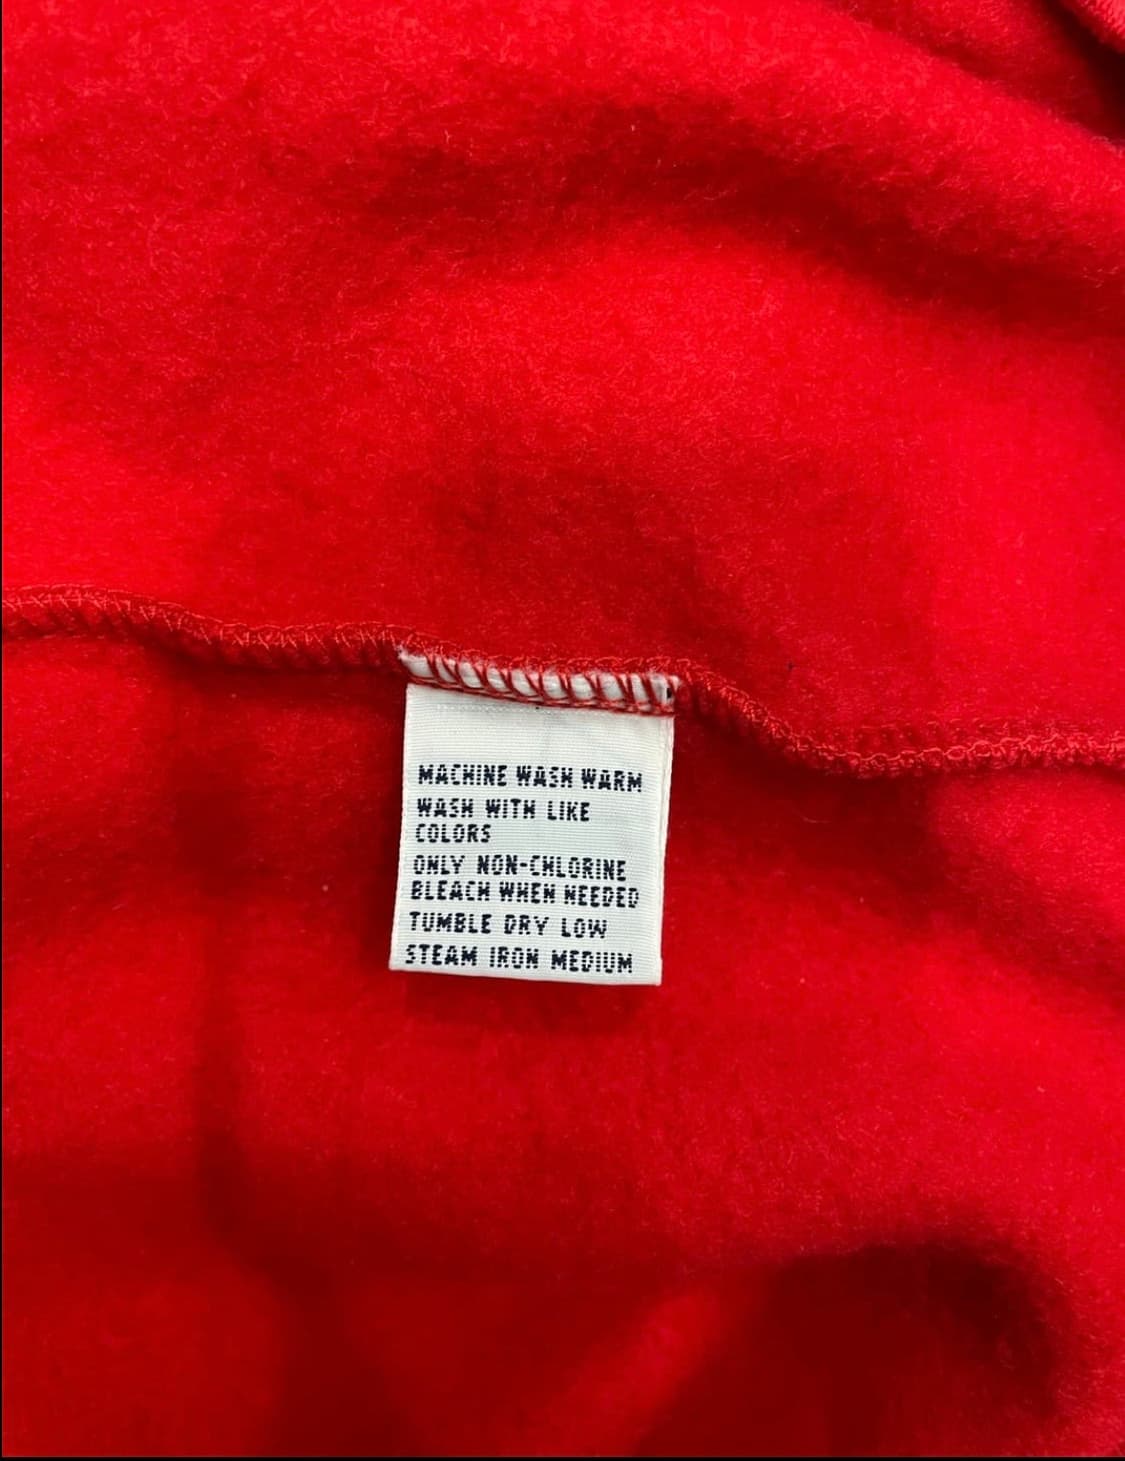 MACHINE WASH WARM
WASH WITH LIKE
COLORS
ONLY NON-CHLORINE
BLEACH WHEN NEEDED
TUMBLE DRY LOW
STEAM IRON MEDIUM